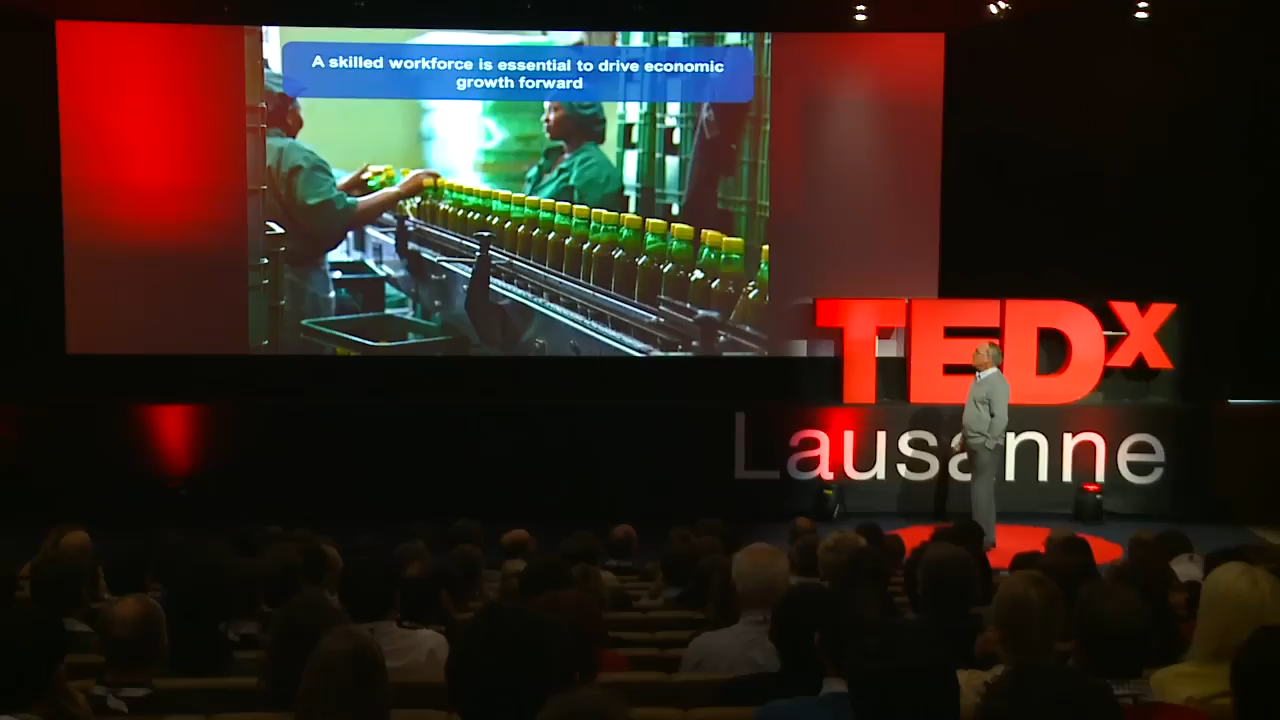 A skilled workforce is essential to drive economic
growth forward
TEDx
Lausanne